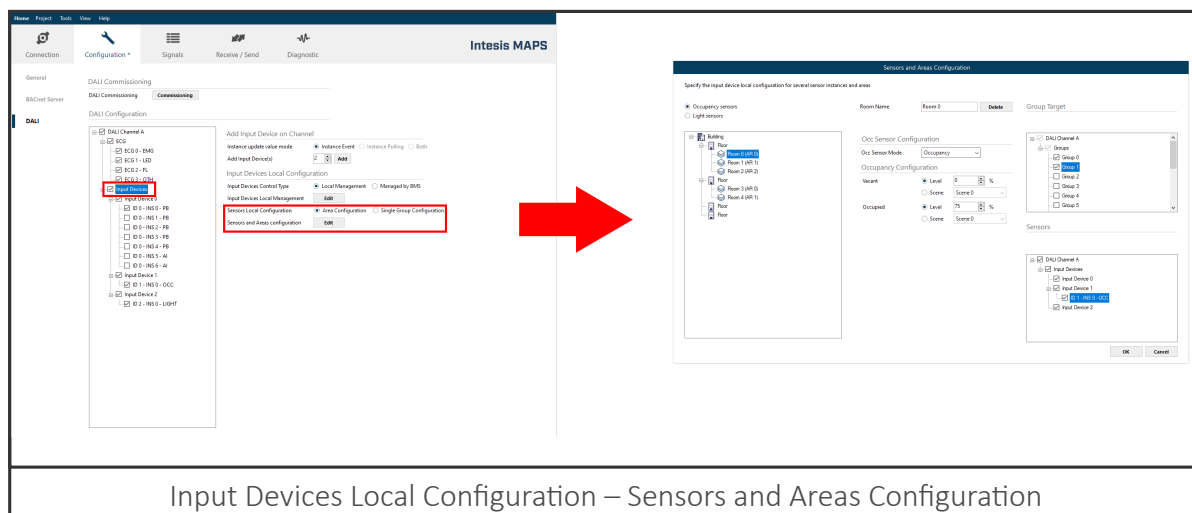 Home Project Tools View Help
Connection Configuration * Signals Receive / Send Diagnostic
Intesis MAPS
General
BACnet Server
DALI
DALI Commissioning
DALI Commissioning Commissioning
DALI Configuration
DALI Channel A
ECG
ECG 0 - EMG
ECG 1 - LED
ECG 2 - FL
ECG 3 - OTH
Input Devices
Input Device 0
ID 0 - INS 0 - PB
ID 0 - INS 1 - PB
ID 0 - INS 2 - PB
ID 0 - INS 3 - PB
ID 0 - INS 4 - PB
ID 0 - INS 5 - AI
ID 0 - INS 6 - AI
Input Device 1
ID 1 - INS 0 - OCC
Input Device 2
ID 2 - INS 0 - LIGHT
Add Input Device on Channel
Instance update value mode Instance Event Instance Polling Both
Add Input Device(s) 2 Add
Input Devices Local Configuration
Input Devices Control Type Local Management Managed by BMS
Input Devices Local Management Edit
Sensors Local Configuration Area Configuration Single Group Configuration
Sensors and Areas configuration Edit
Sensors and Areas Configuration
Specify the input device local configuration for several sensor instances and areas
Occupancy sensors
Light sensors
Building
Floor
Room 0 (AR 0)
Room 1 (AR 1)
Room 2 (AR 2)
Floor
Room 3 (AR 0)
Room 4 (AR 1)
Floor
Floor
Room Name Room 0 Delete
Occ Sensor Configuration
Occ Sensor Mode Occupancy
Occupancy Configuration
Vacant Level 0 %
Scene Scene 0
Occupied Level 75 %
Scene Scene 0
Group Target
DALI Channel A
Groups
Group 0
Group 1
Group 2
Group 3
Group 4
Group 5
Sensors
DALI Channel A
Input Devices
Input Device 0
Input Device 1
ID 1 - INS 0 - OCC
Input Device 2
OK Cancel
Input Devices Local Configuration – Sensors and Areas Configuration